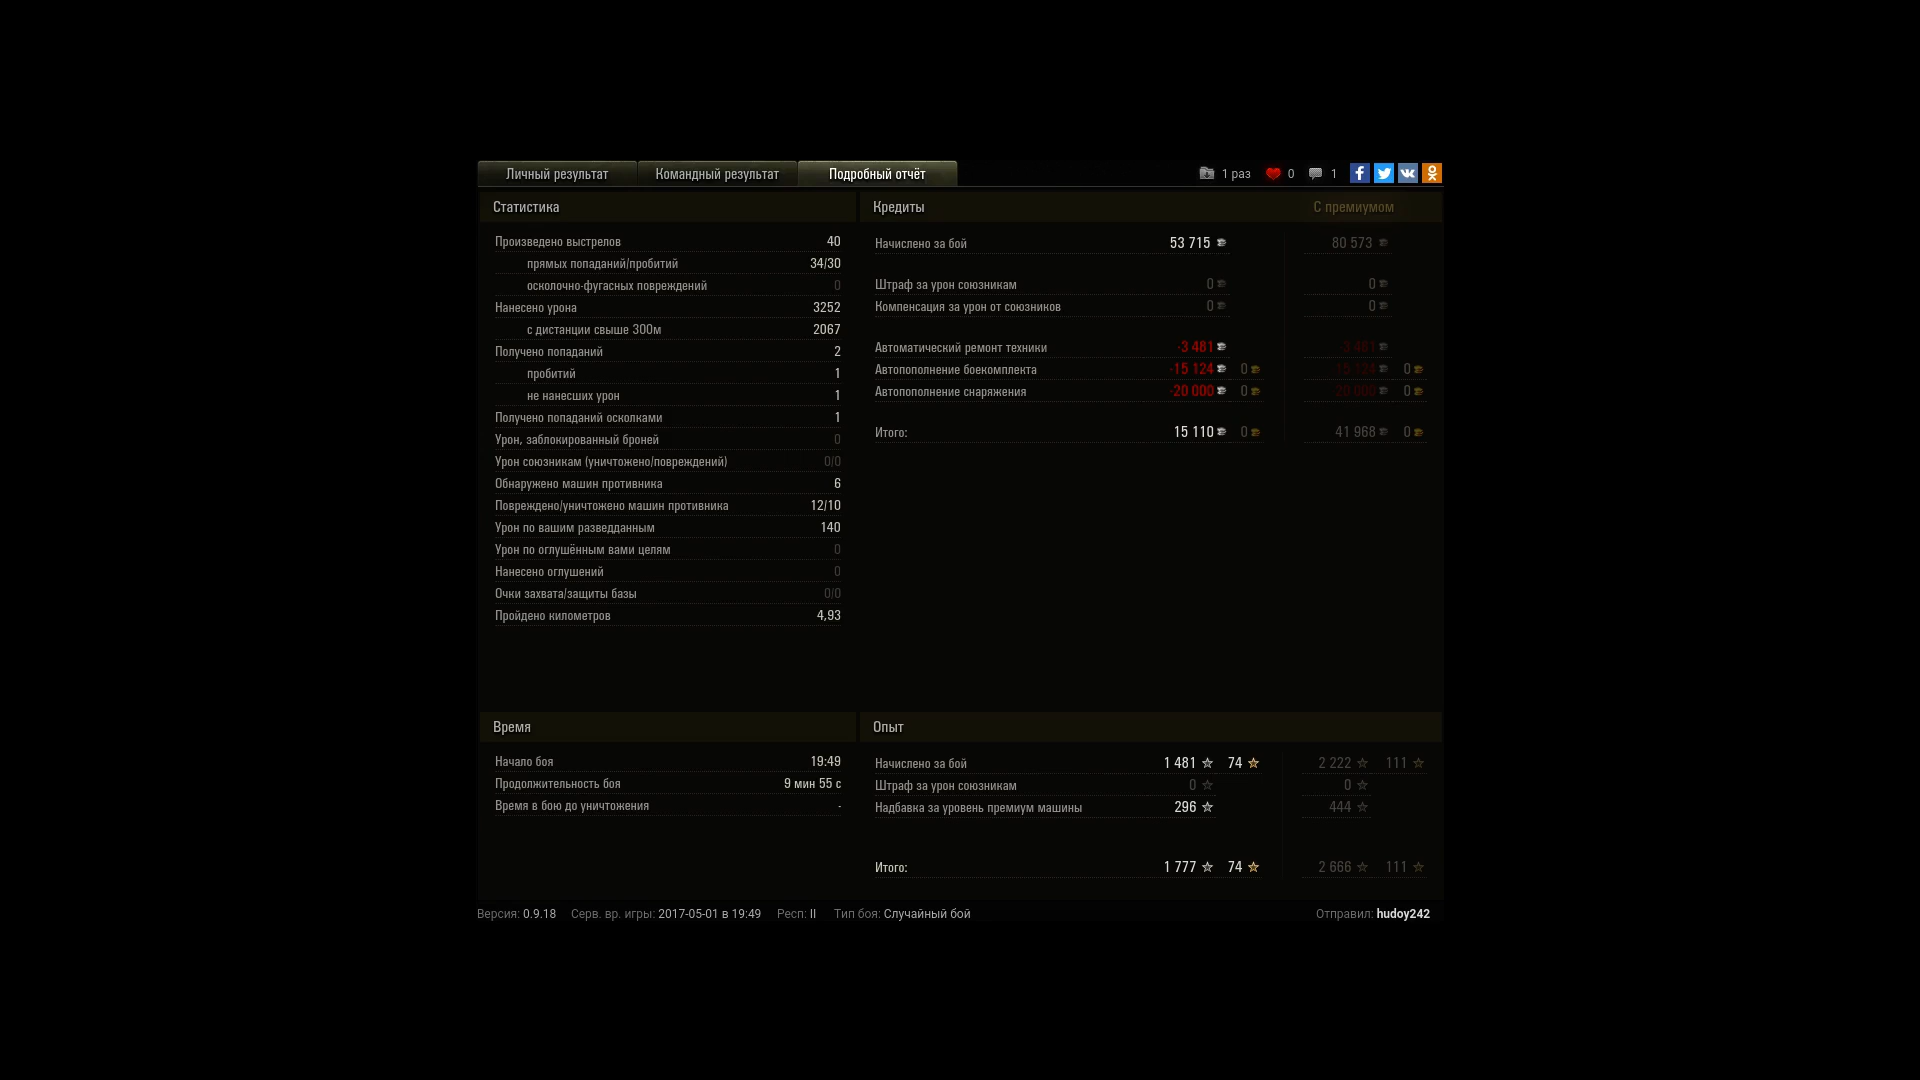 Личный результат Командный результат Подробный отчёт 1 раз 0 1
Статистика
Произведено выстрелов 40
прямых попаданий/пробитий 34/30
осколочно-фугасных повреждений 0
Нанесено урона 3252
с дистанции свыше 300м 2067
Получено попаданий 2
пробитий 1
не нанесших урон 1
Получено попаданий осколками 1
Урон, заблокированный броней 0
Урон союзникам (уничтожено/повреждений) 0/0
Обнаружено машин противника 6
Повреждено/уничтожено машин противника 12/10
Урон по вашим разведданным 140
Урон по оглушённым вами целям 0
Нанесено оглушений 0
Очки захвата/защиты базы 0/0
Пройдено километров 4,93
Кредиты С премиумом
Начислено за бой 53 715 80 573
Штраф за урон союзникам 0 0
Компенсация за урон от союзников 0 0
Автоматический ремонт техники -3 481 -3 481
Автопополнение боекомплекта -15 124 0 -15 124 0
Автопополнение снаряжения -20 000 0 -20 000 0
Итого: 15 110 0 41 968 0
Время
Начало боя 19:49
Продолжительность боя 9 мин 55 с
Время в бою до уничтожения -
Опыт
Начислено за бой 1 481 74 2 222 111
Штраф за урон союзникам 0 0
Надбавка за уровень премиум машины 296 444
Итого: 1 777 74 2 666 111
Версия: 0.9.18 Серв. вр. игры: 2017-05-01 в 19:49 Респ: II Тип боя: Случайный бой Отправил: hudoy242